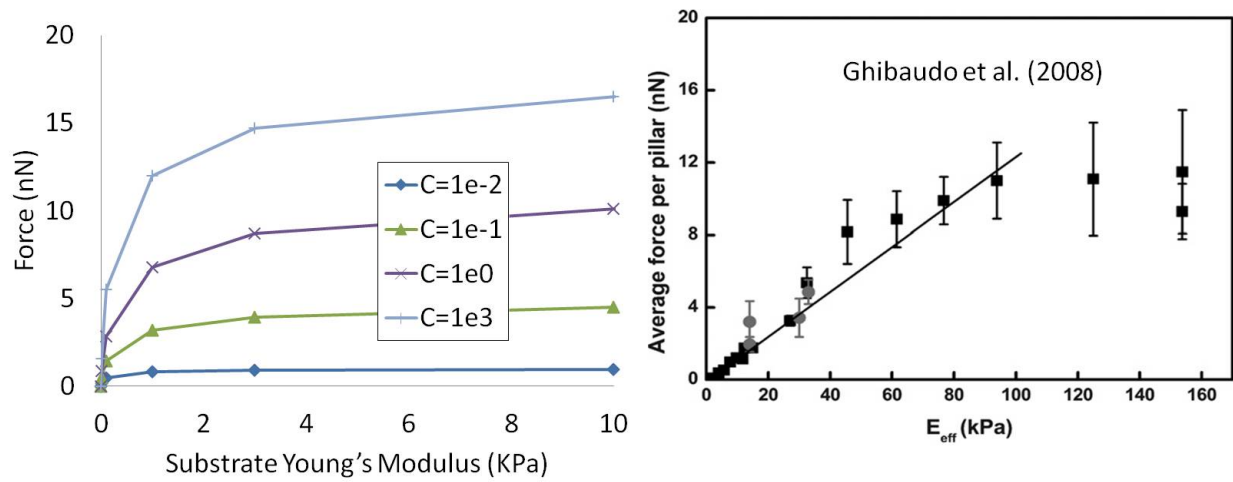 20
15
10
5
0
Force (nN)
0 2 4 6 8 10
Substrate Young's Modulus (KPa)
C=1e-2
C=1e-1
C=1e0
C=1e3
Ghibaudo et al. (2008)
20
16
12
8
4
0
Average force per pillar (nN)
0 20 40 60 80 100 120 140 160
E_eff (kPa)